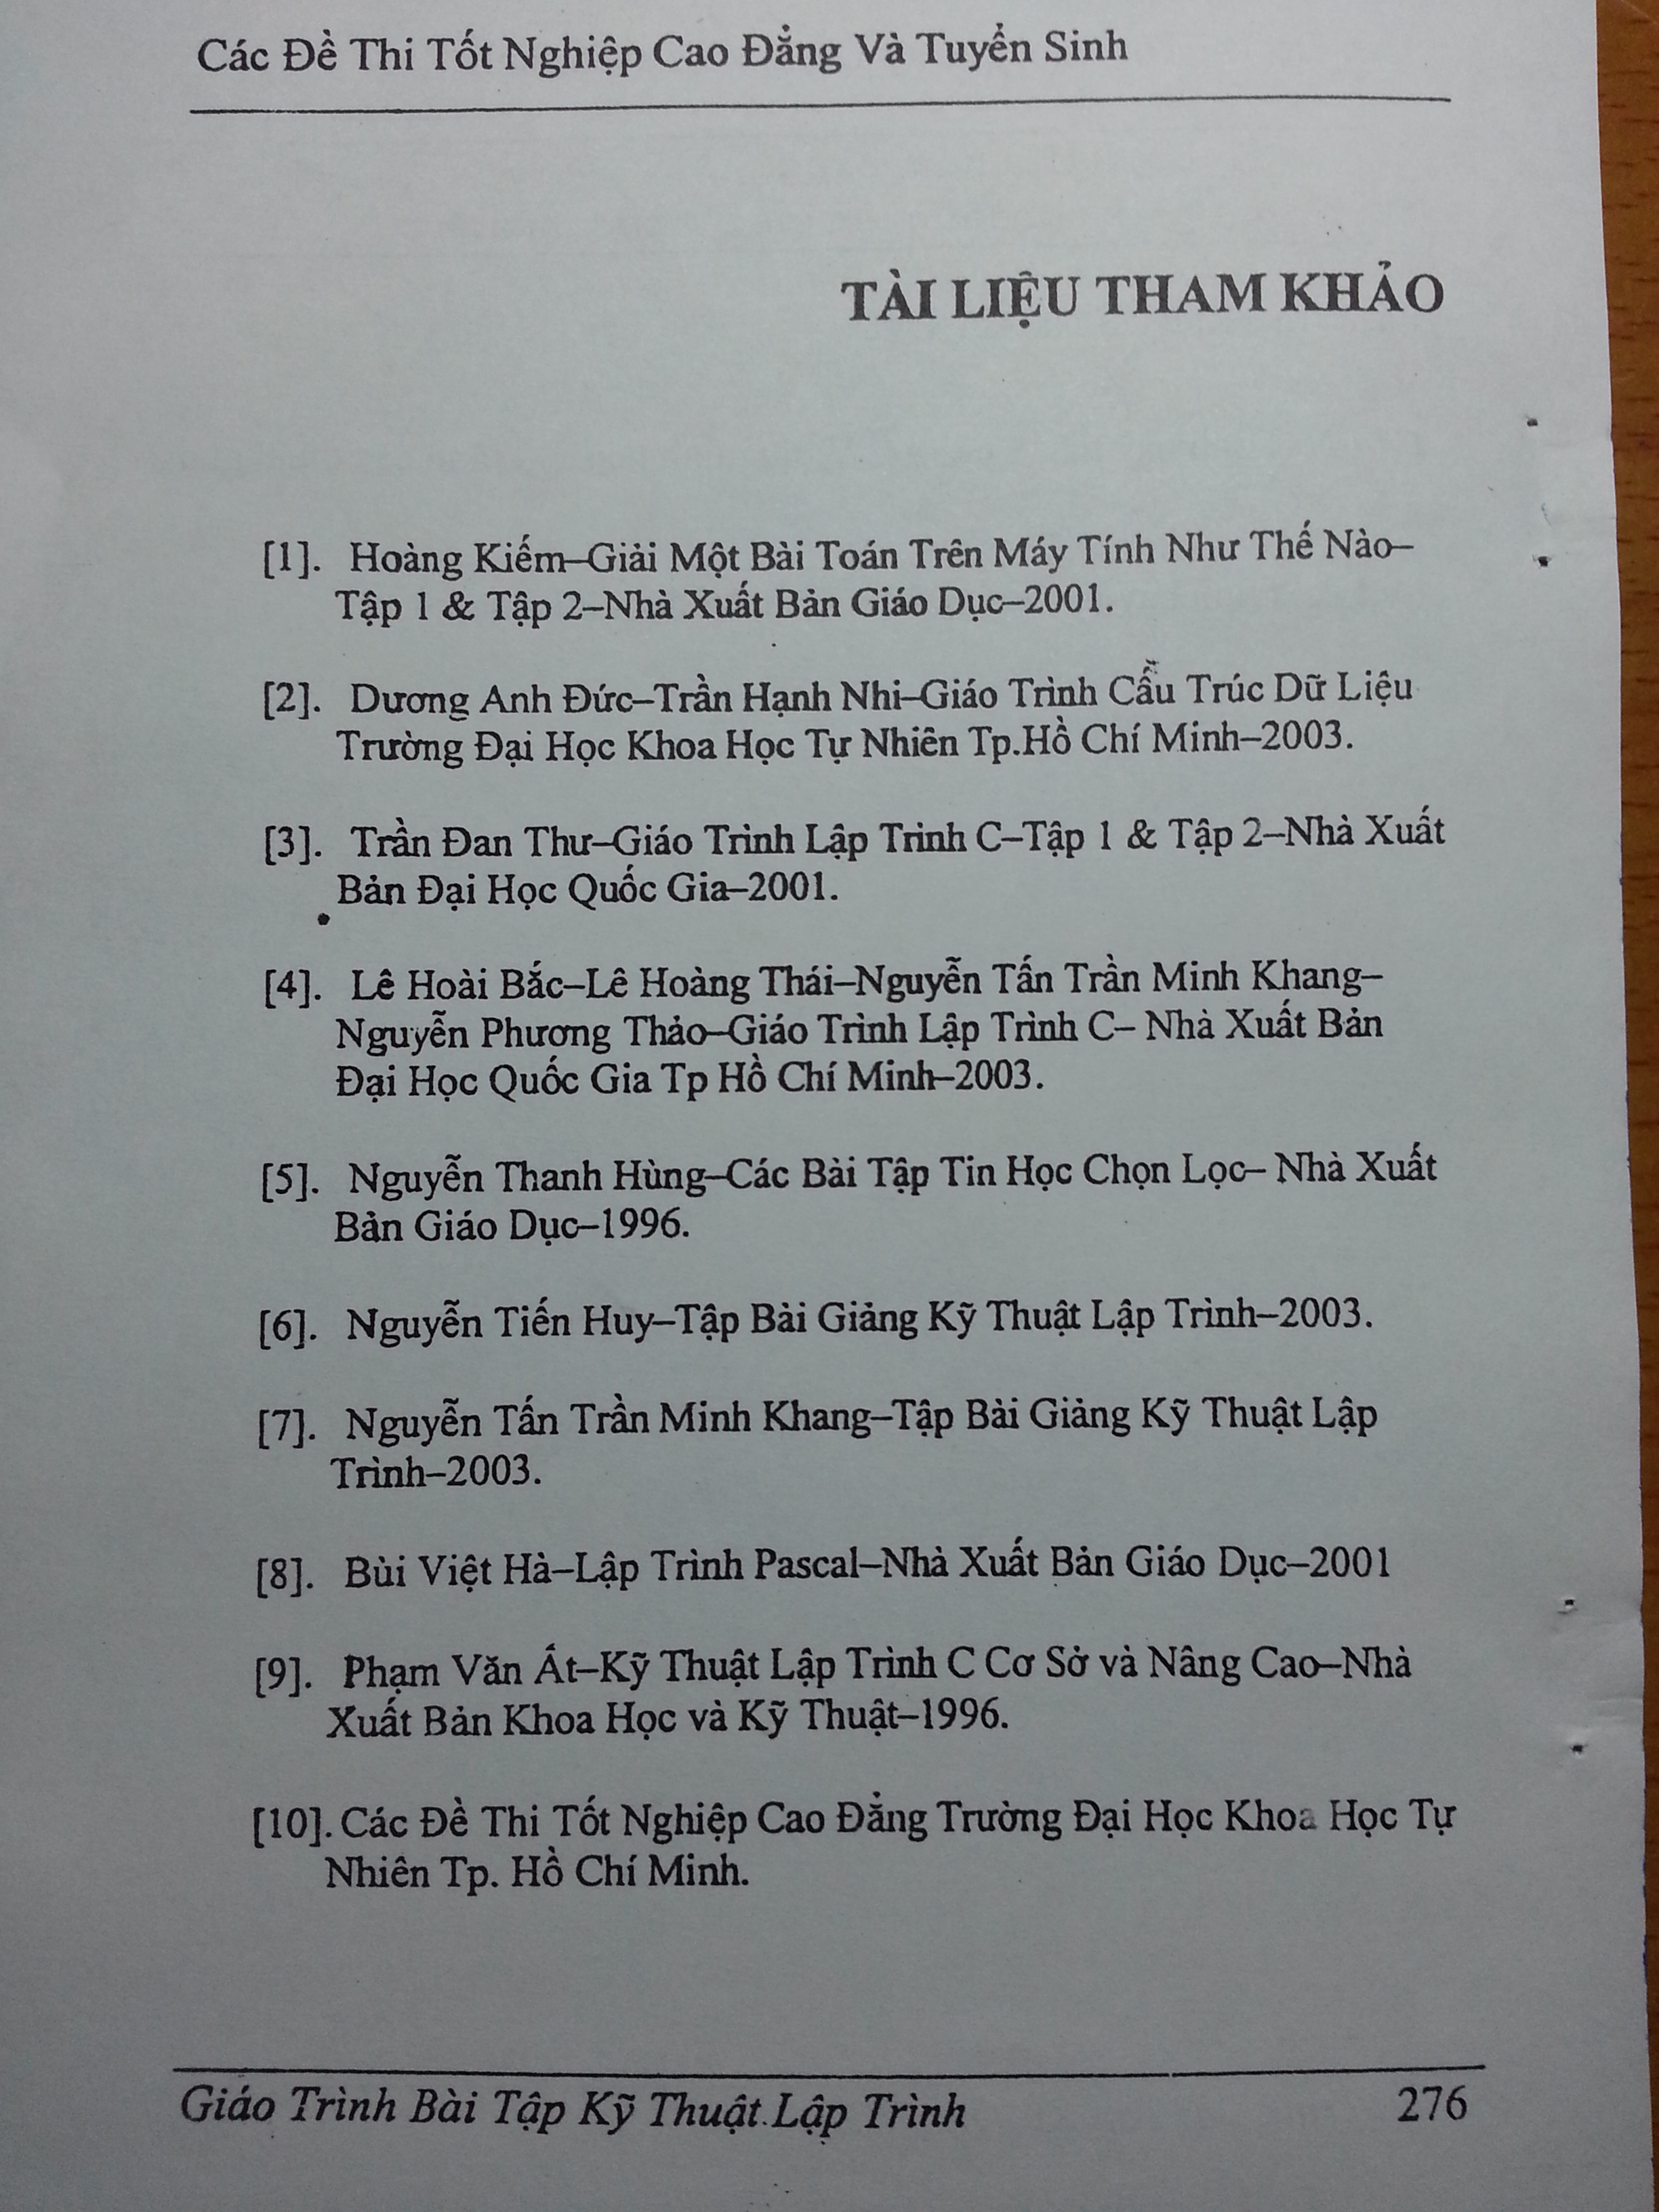 Các Đề Thi Tốt Nghiệp Cao Đẳng Và Tuyển Sinh
TÀI LIỆU THAM KHẢO
[1]. Hoàng Kiếm–Giải Một Bài Toán Trên Máy Tính Như Thế Nào–
Tập 1 & Tập 2–Nhà Xuất Bản Giáo Dục–2001.
[2]. Dương Anh Đức–Trần Hạnh Nhi–Giáo Trình Cẩu Trúc Dữ Liệu
Trường Đại Học Khoa Học Tự Nhiên Tp.Hồ Chí Minh–2003.
[3]. Trần Đan Thư–Giáo Trình Lập Trình C–Tập 1 & Tập 2–Nhà Xuất
Bản Đại Học Quốc Gia–2001.
[4]. Lê Hoài Bắc–Lê Hoàng Thái–Nguyễn Tấn Trần Minh Khang–
Nguyễn Phương Thảo–Giáo Trình Lập Trình C– Nhà Xuất Bản
Đại Học Quốc Gia Tp Hồ Chí Minh–2003.
[5]. Nguyễn Thanh Hùng–Các Bài Tập Tin Học Chọn Lọc– Nhà Xuất
Bản Giáo Dục–1996.
[6]. Nguyễn Tiến Huy–Tập Bài Giảng Kỹ Thuật Lập Trình–2003.
[7]. Nguyễn Tấn Trần Minh Khang–Tập Bài Giảng Kỹ Thuật Lập
Trình–2003.
[8]. Bùi Việt Hà–Lập Trình Pascal–Nhà Xuất Bản Giáo Dục–2001
[9]. Phạm Văn Ất–Kỹ Thuật Lập Trình C Cơ Sở và Nâng Cao–Nhà
Xuất Bản Khoa Học và Kỹ Thuật–1996.
[10]. Các Đề Thi Tốt Nghiệp Cao Đẳng Trường Đại Học Khoa Học Tự
Nhiên Tp. Hồ Chí Minh.
Giáo Trình Bài Tập Kỹ Thuật Lập Trình 276